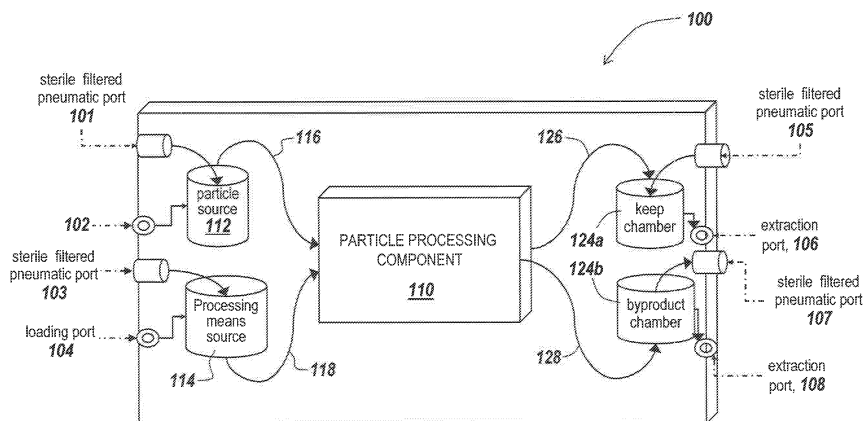 100
sterile filtered
pneumatic port
101
102
sterile filtered
pneumatic port
103
loading port
104
116
particle
source
112
Processing
means
source
114
118
PARTICLE PROCESSING
COMPONENT
110
126
128
keep
chamber
124a
124b
byproduct
chamber
sterile filtered
pneumatic port
105
extraction
port, 106
sterile filtered
pneumatic port
107
extraction
port, 108